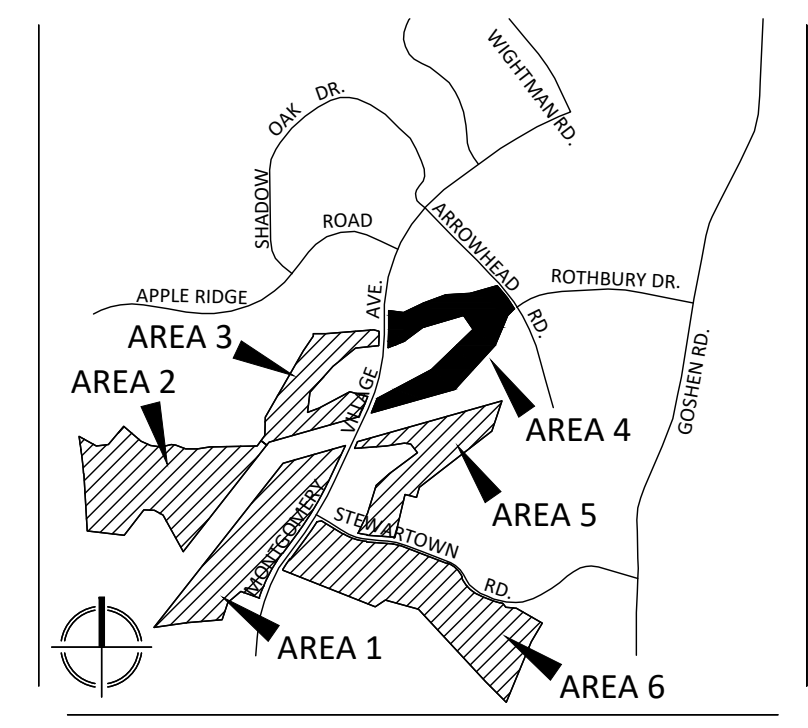 WIGHTMAN RD.
SHADOW OAK DR.
ARROWHEAD RD.
APPLE RIDGE ROAD
ROTHBURY DR.
GOSHEN RD.
MONTGOMERY VILLAGE AVE.
AREA 3
AREA 2
AREA 4
AREA 5
STEWARTOWN RD.
AREA 1
AREA 6